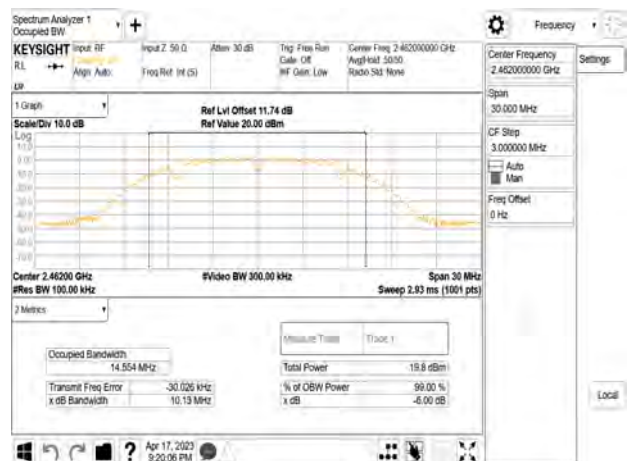 Spectrum Analyzer 1
Occupied BW
Frequency
KEYSIGHT Input: RF Input Z: 50 Ω Atten: 30 dB Trig: Free Run Center Freq: 2.462000000 GHz
Gate: Off Avg|Hold: 50/50
RL Align: Auto Freq Ref: Int (S) #IF Gain: Low Radio Std: None
Center Frequency
2.462000000 GHz
Settings
Span
30.000 MHz
CF Step
3.000000 MHz
Auto
Man
Freq Offset
0 Hz
1 Graph
Scale/Div 10.0 dB
Ref Lvl Offset 11.74 dB
Ref Value 20.00 dBm
Log
Center 2.46200 GHz #Video BW 300.00 kHz Span 30 MHz
#Res BW 100.00 kHz Sweep 2.93 ms (1001 pts)
2 Metrics
Measure Trace Trace 1
Occupied Bandwidth
14.554 MHz
Total Power 19.8 dBm
Transmit Freq Error -30.026 kHz % of OBW Power 99.00 %
x dB Bandwidth 10.13 MHz x dB -6.00 dB
Local
Apr 17, 2023
9:20:06 PM